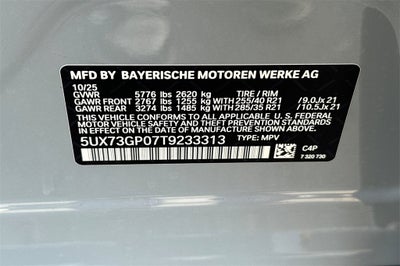 MFD BY BAYERISCHE MOTOREN WERKE AG
10/25 TIRE / RIM
GVWR 5776 lbs 2620 kg
GAWR FRONT 2767 lbs 1255 kg WITH 255/40 R21 /9.0Jx 21
GAWR REAR 3274 lbs 1485 kg WITH 285/35 R21 /10.5Jx 21
THIS VEHICLE CONFORMS TO ALL APPLICABLE
FEDERAL MOTOR VEHICLE SAFETY, BUMPER AND
THEFT PREVENTION STANDARDS IN EFFECT ON
THE DATE OF MANUFACTURE SHOWN ABOVE.
5UX73GP07T9233313 TYPE: MPV
C4P
7 320 730